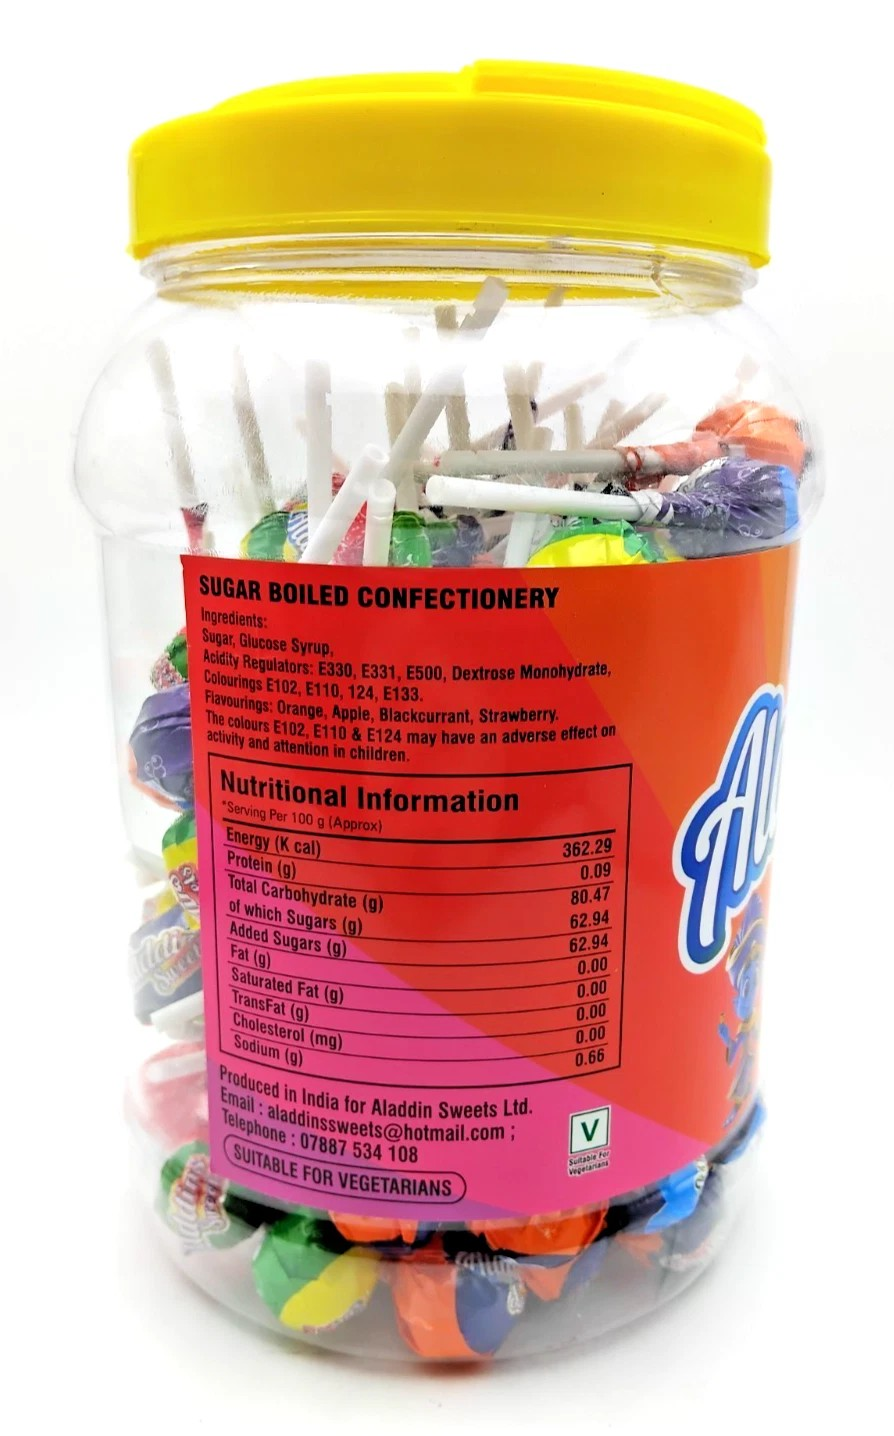 SUGAR BOILED CONFECTIONERY
Ingredients:
Sugar, Glucose Syrup,
Acidity Regulators: E330, E331, E500, Dextrose Monohydrate,
Colourings E102, E110, 124, E133.
Flavourings: Orange, Apple, Blackcurrant, Strawberry.
The colours E102, E110 & E124 may have an adverse effect on
activity and attention in children.
Nutritional Information
*Serving Per 100 g (Approx)
Energy (K cal) 362.29
Protein (g) 0.09
Total Carbohydrate (g) 80.47
of which Sugars (g) 62.94
Added Sugars (g) 62.94
Fat (g) 0.00
Saturated Fat (g) 0.00
TransFat (g) 0.00
Cholesterol (mg) 0.00
Sodium (g) 0.66
Produced in India for Aladdin Sweets Ltd.
Email : aladdinssweets@hotmail.com ;
Telephone : 07887 534 108
SUITABLE FOR VEGETARIANS
V
Suitable For
Vegetarians